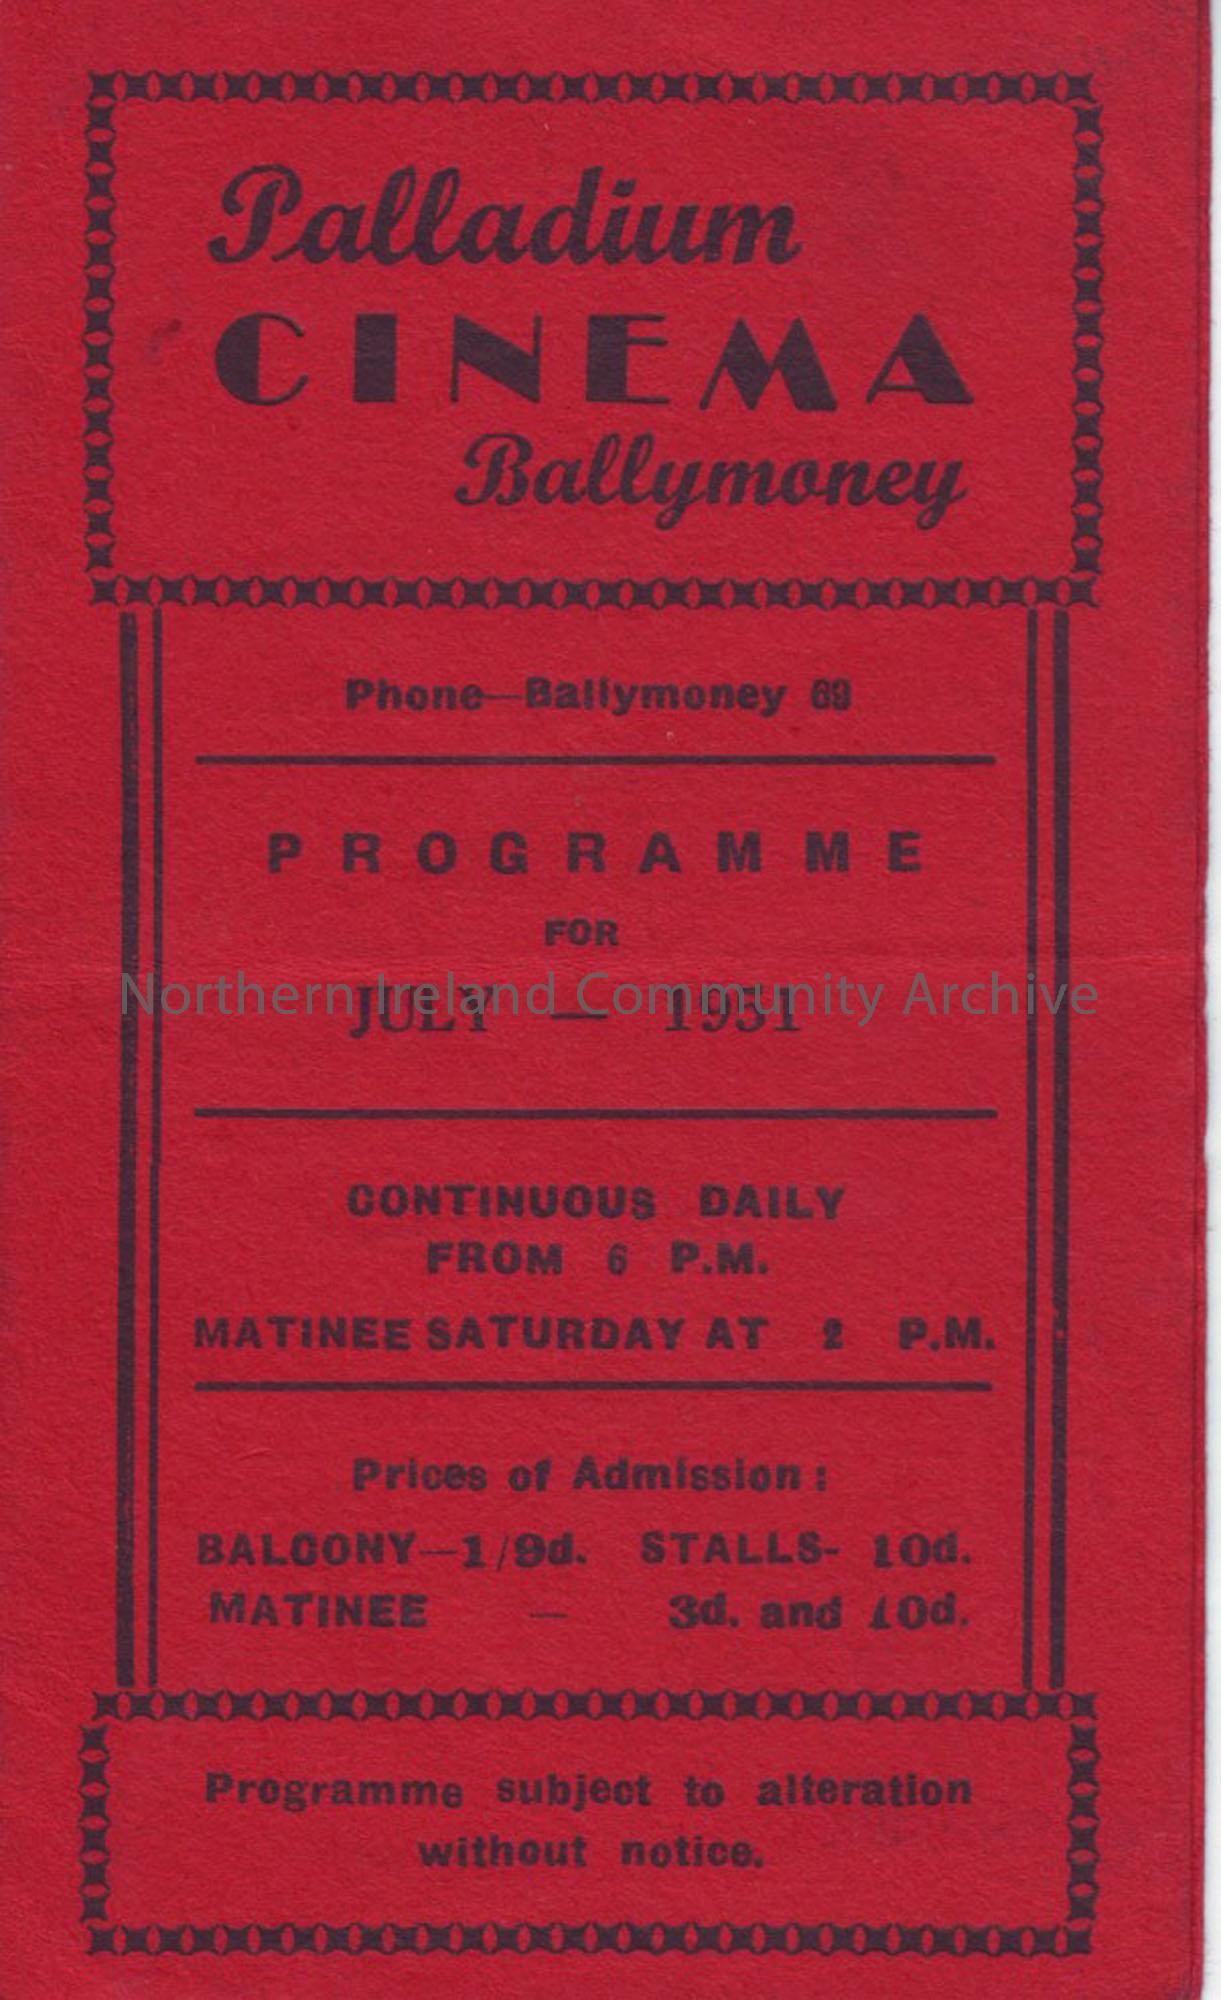 Palladium
CINEMA
Ballymoney
Phone—Ballymoney 69
PROGRAMME
FOR
JULY — 1951
Northern Ireland Community Archive
CONTINUOUS DAILY
FROM 6 P.M.
MATINEE SATURDAY AT 2 P.M.
Prices of Admission :
BALCONY—1/9d. STALLS- 10d.
MATINEE — 3d. and 10d.
Programme subject to alteration
without notice.